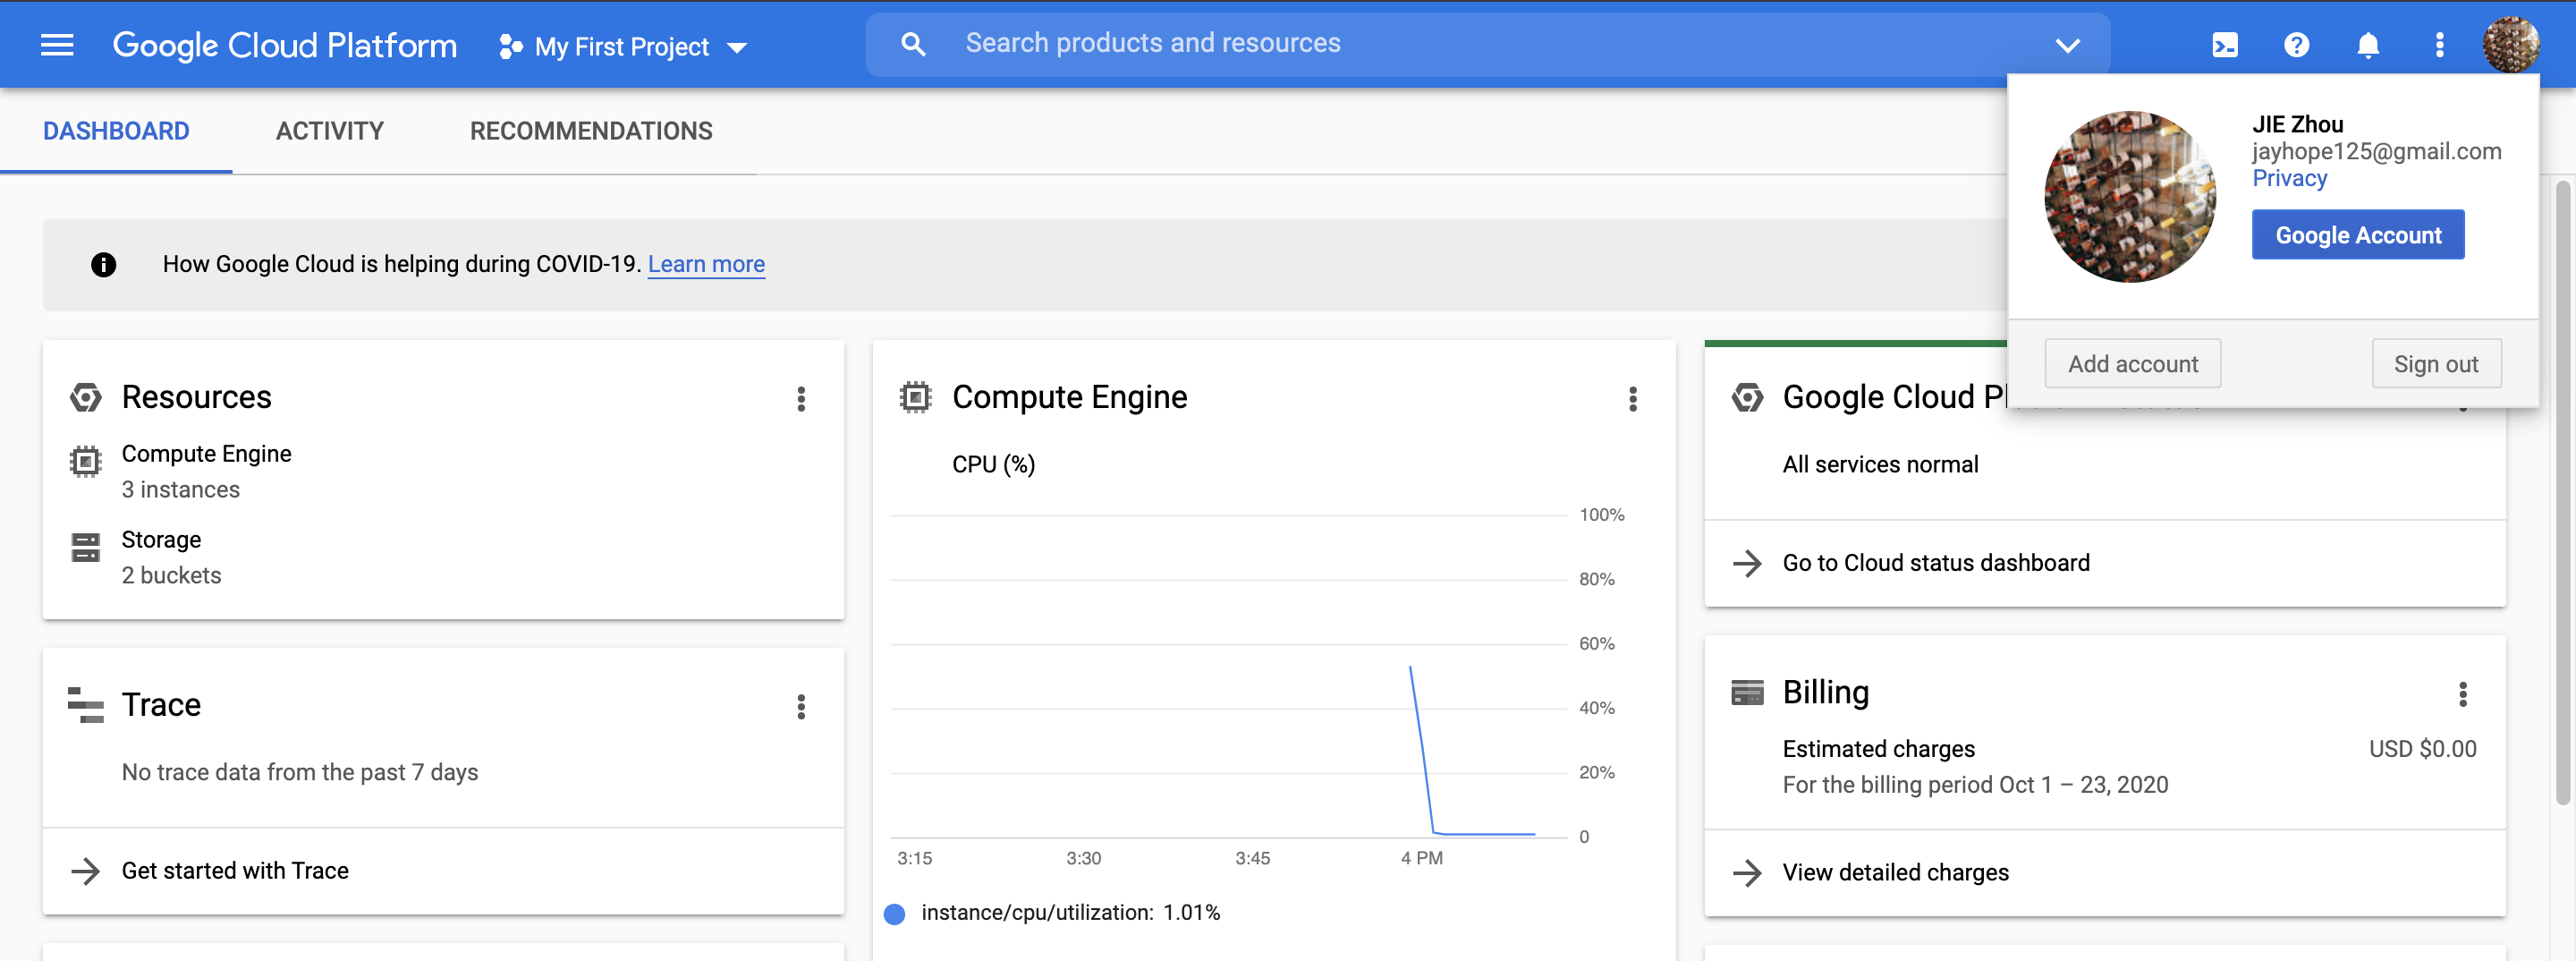 Google Cloud Platform
My First Project
Search products and resources
DASHBOARD
ACTIVITY
RECOMMENDATIONS
JIE Zhou
jayhope125@gmail.com
Privacy
Google Account
Add account
Sign out
How Google Cloud is helping during COVID-19. Learn more
Resources
Compute Engine
3 instances
Storage
2 buckets
Trace
No trace data from the past 7 days
Get started with Trace
Compute Engine
CPU (%)
100%
80%
60%
40%
20%
0
3:15
3:30
3:45
4 PM
instance/cpu/utilization: 1.01%
Google Cloud
All services normal
Go to Cloud status dashboard
Billing
Estimated charges
USD $0.00
For the billing period Oct 1 – 23, 2020
View detailed charges